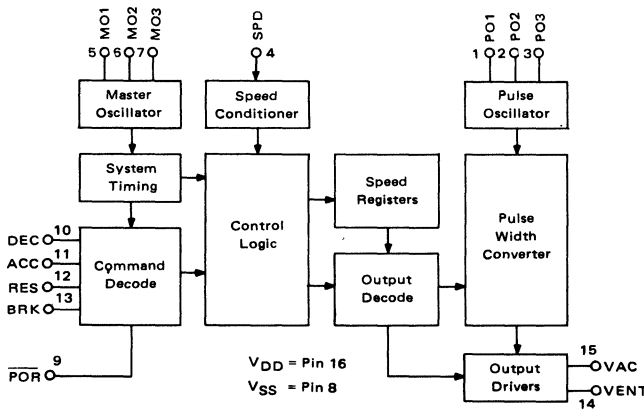 MO1
MO2
MO3
5
6
7
SPD
4
PO1
PO2
PO3
1
2
3
Master
Oscillator
Speed
Conditioner
Pulse
Oscillator
System
Timing
Control
Logic
Speed
Registers
Pulse
Width
Converter
DEC
10
ACC
11
RES
12
BRK
13
Command
Decode
Output
Decode
POR
9
VDD = Pin 16
VSS = Pin 8
Output
Drivers
15
VAC
VENT
14